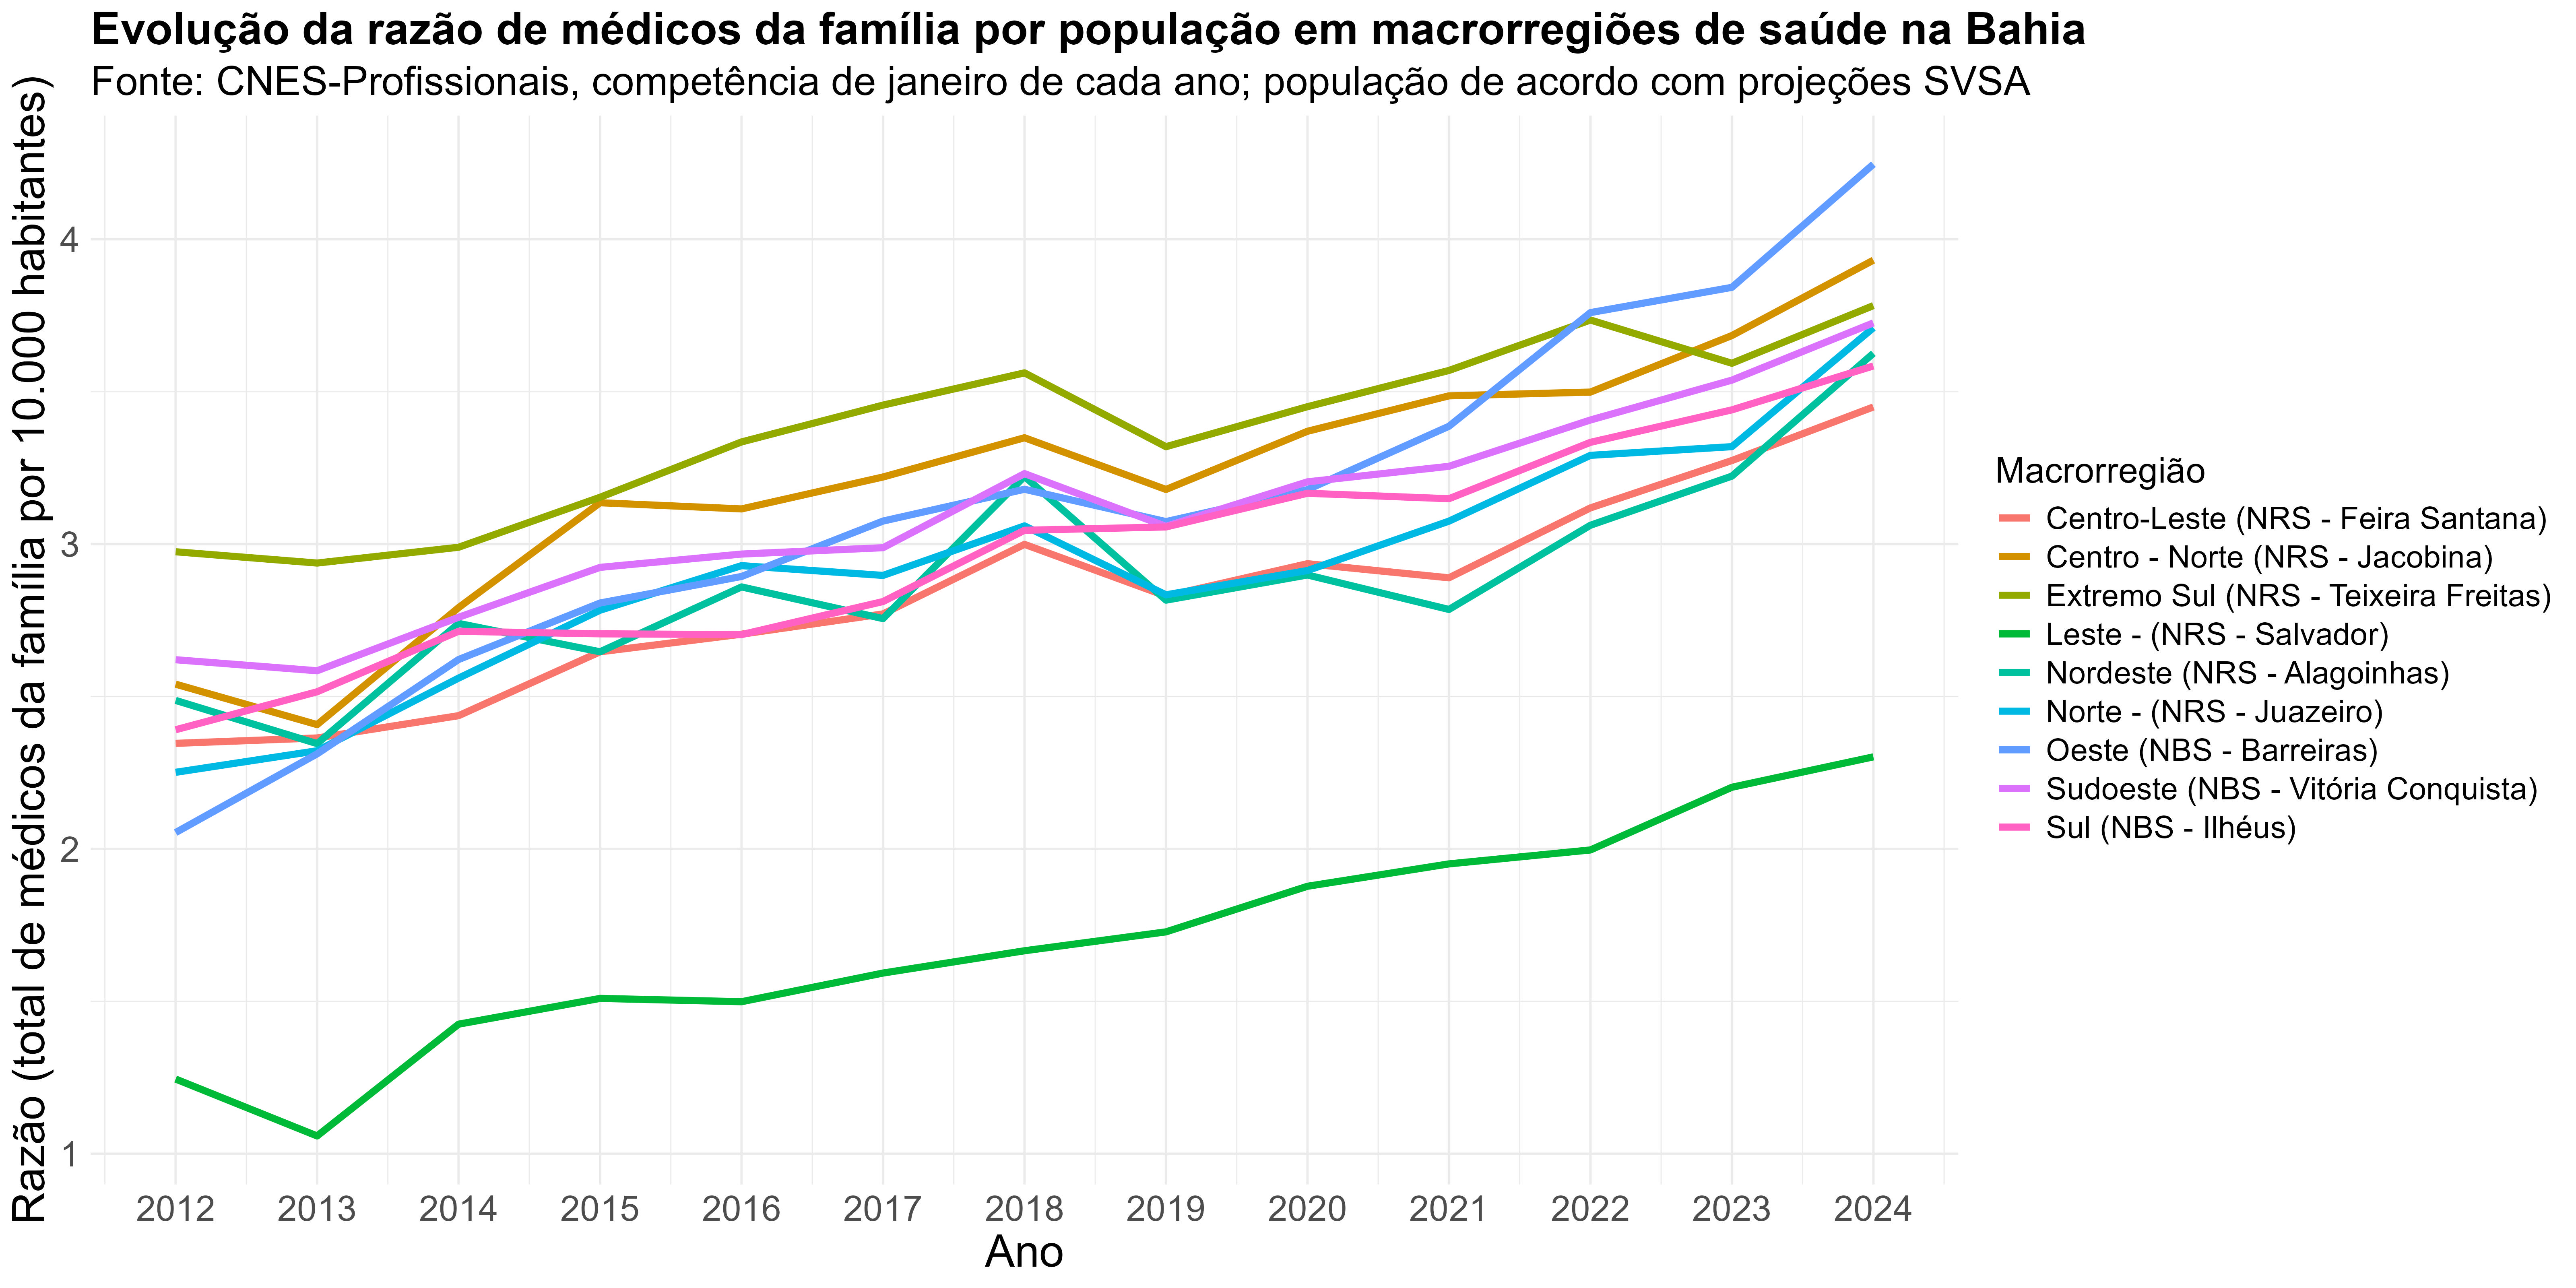 Evolução da razão de médicos da família por população em macrorregiões de saúde na Bahia
Fonte: CNES-Profissionais, competência de janeiro de cada ano; população de acordo com projeções SVSA
Razão (total de médicos da família por 10.000 habitantes)
4
3
2
1
2012 2013 2014 2015 2016 2017 2018 2019 2020 2021 2022 2023 2024
Ano
Macrorregião
Centro-Leste (NRS - Feira Santana)
Centro - Norte (NRS - Jacobina)
Extremo Sul (NRS - Teixeira Freitas)
Leste - (NRS - Salvador)
Nordeste (NRS - Alagoinhas)
Norte - (NRS - Juazeiro)
Oeste (NBS - Barreiras)
Sudoeste (NBS - Vitória Conquista)
Sul (NBS - Ilhéus)